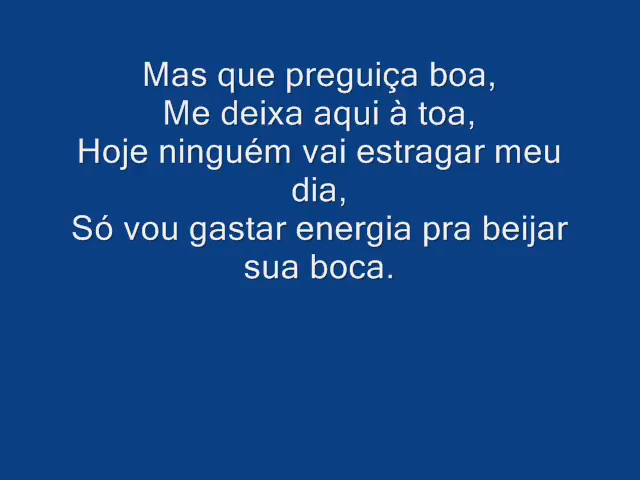 Mas que preguiça boa,
Me deixa aqui à toa,
Hoje ninguém vai estragar meu
dia,
Só vou gastar energia pra beijar
sua boca.